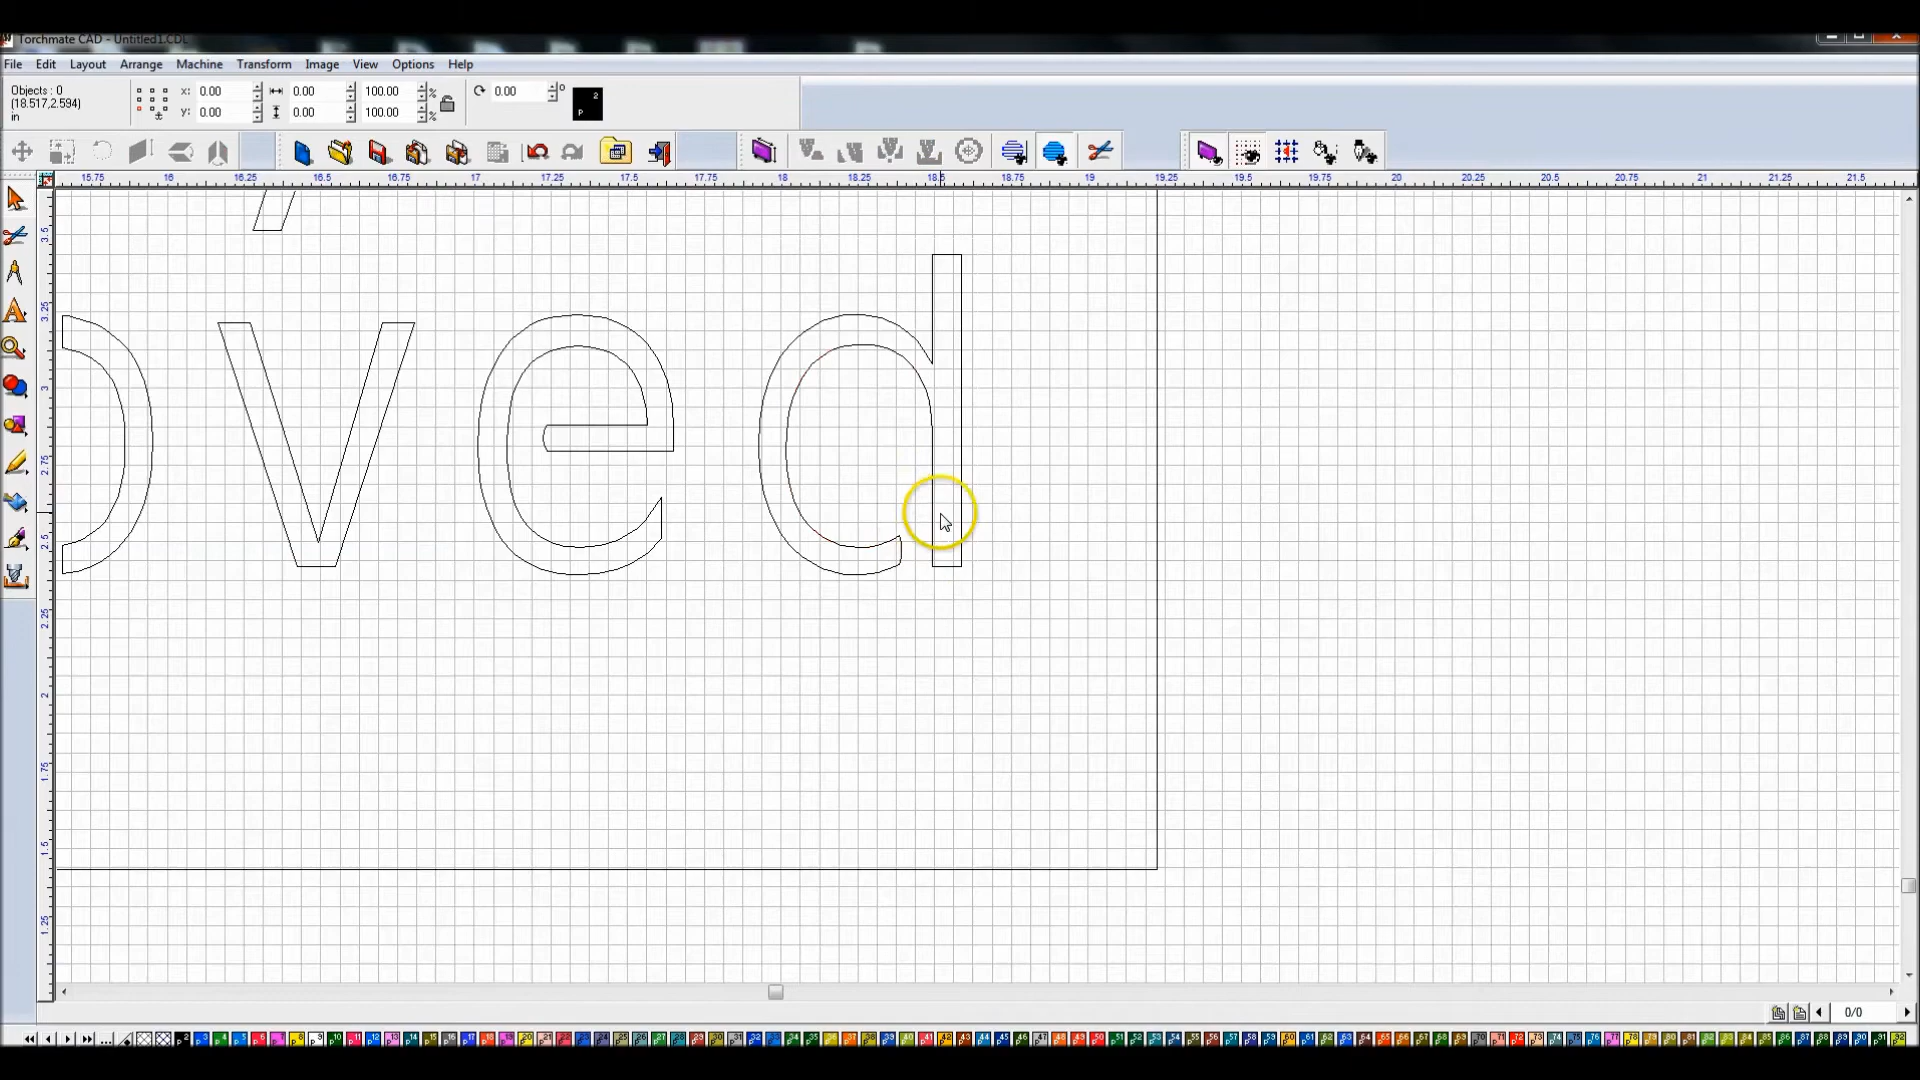 Torchmate CAD - Untitled1.CDL
File Edit Layout Arrange Machine Transform Image View Options Help
Objects : 0
(18.517,2.594)
in
x: 0.00 0.00 100.00 % 0.00 °
y: 0.00 0.00 100.00 %
2
P
15.75 16 16.25 16.5 16.75 17 17.25 17.5 17.75 18 18.25 18.5 18.75 19 19.25 19.5 19.75 20 20.25 20.5 20.75 21 21.25 21.5
3.5
3.25
3
2.75
2.5
2.25
2
1.75
1.5
1.25
oved
0/0